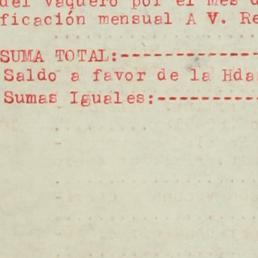 del vaquero por el mes d
ficación mensual A V. Re
SUMA TOTAL:------------
Saldo a favor de la Hda
Sumas Iguales:----------